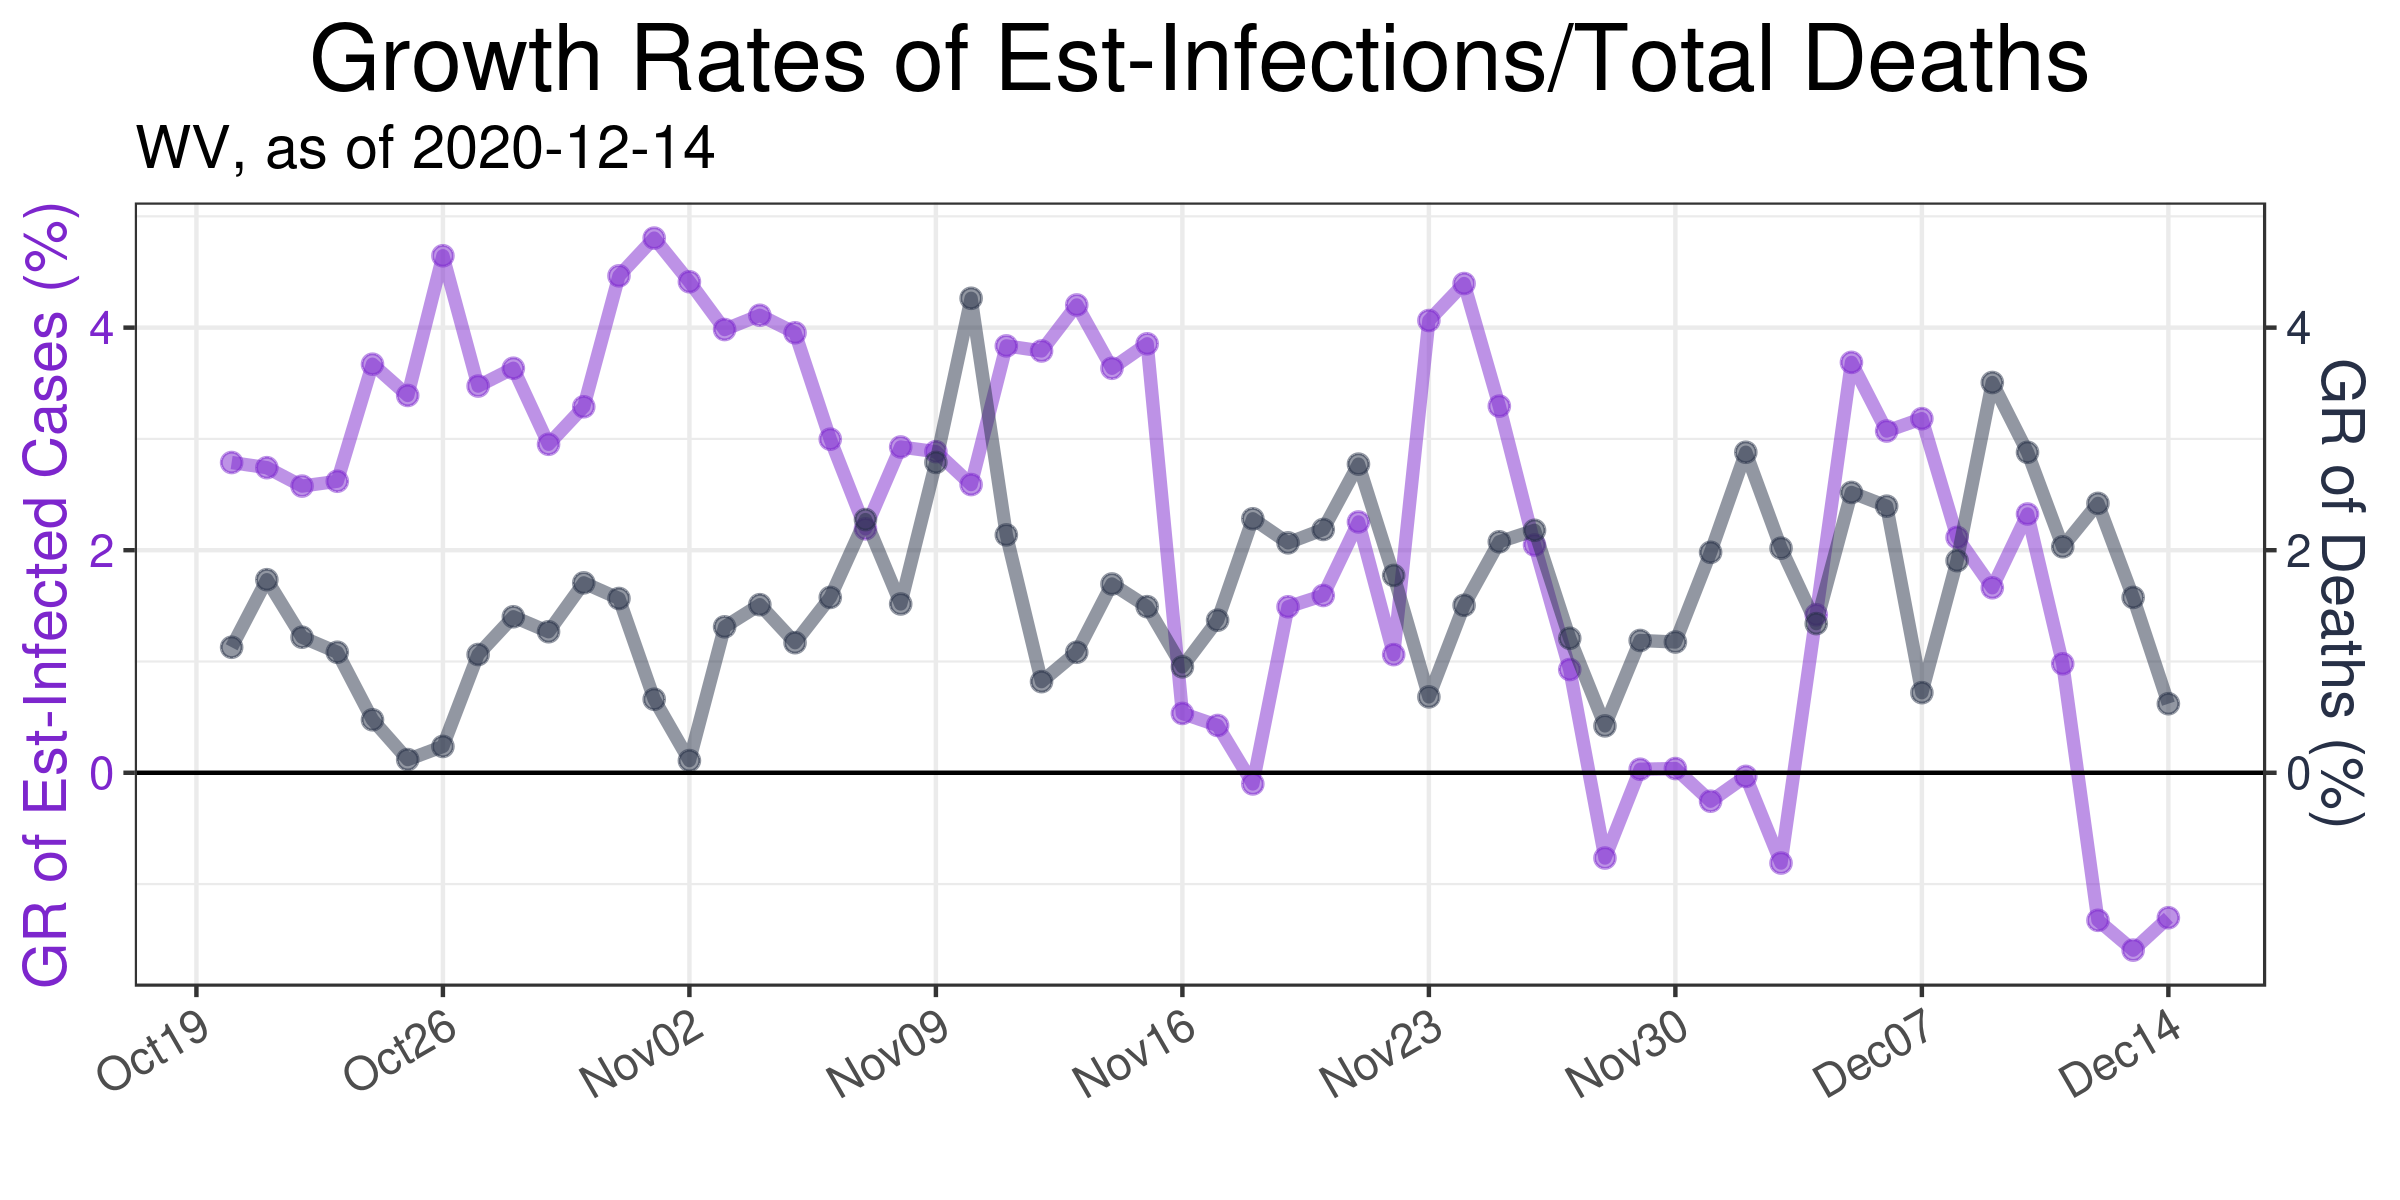 Growth Rates of Est-Infections/Total Deaths
WV, as of 2020-12-14
GR of Est-Infected Cases (%)
4
2
0
4
2
0
GR of Deaths (%)
Oct19
Oct26
Nov02
Nov09
Nov16
Nov23
Nov30
Dec07
Dec14